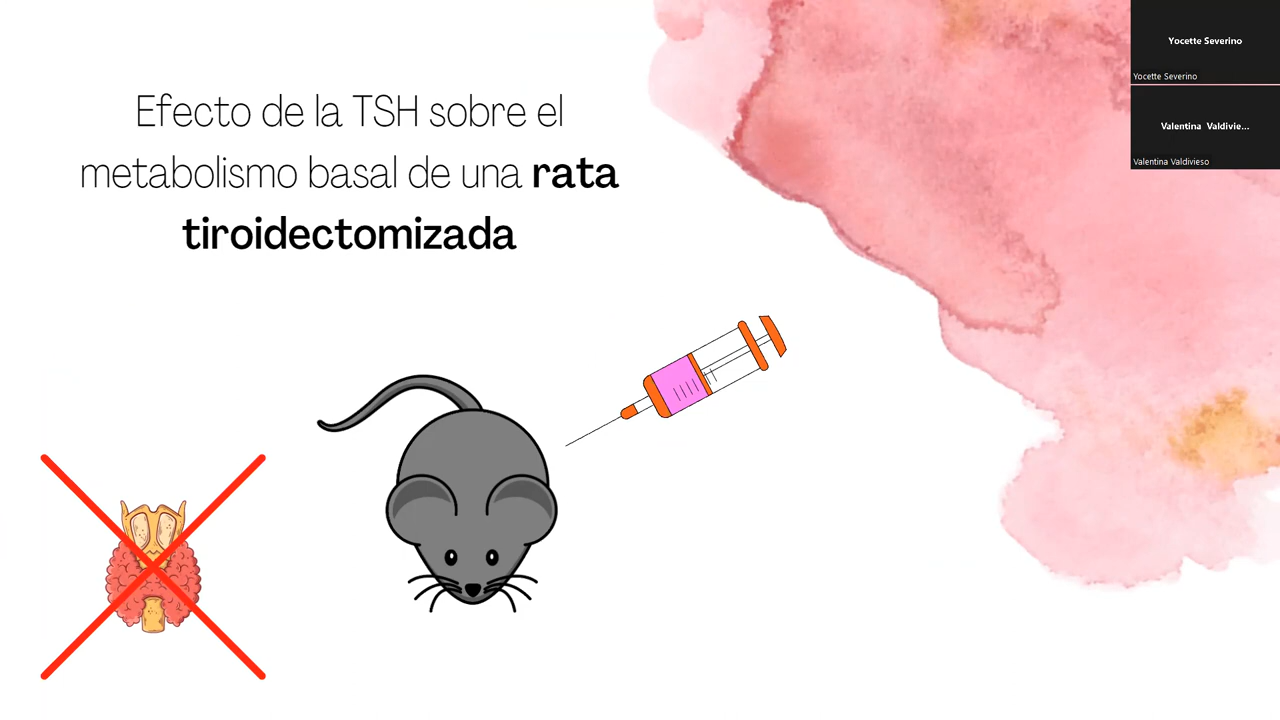 Efecto de la TSH sobre el
metabolismo basal de una rata
tiroidectomizada
Yocette Severino
Yocette Severino
Valentina Valdivie...
Valentina Valdivieso